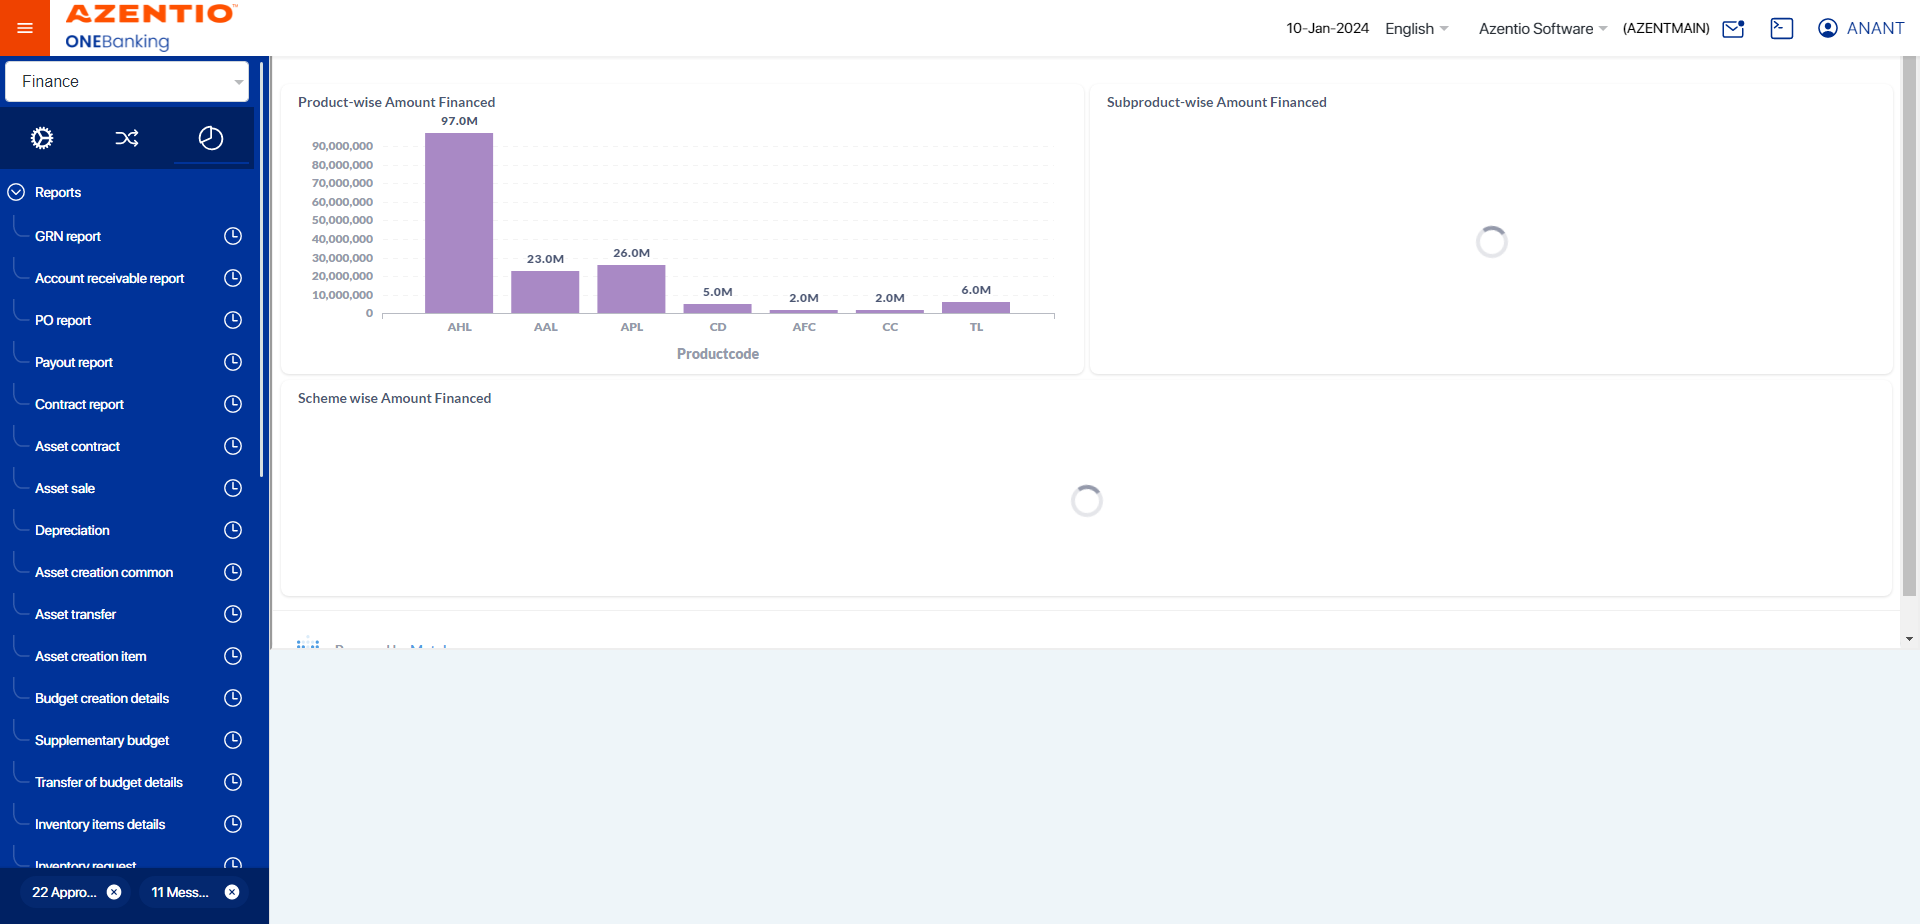 AZENTIO
ONEBanking
10-Jan-2024
English
Azentio Software
(AZENTMAIN)
ANANT
Finance
Reports
GRN report
Account receivable report
PO report
Payout report
Contract report
Asset contract
Asset sale
Depreciation
Asset creation common
Asset transfer
Asset creation item
Budget creation details
Supplementary budget
Transfer of budget details
Inventory items details
Inventory request
22 Appro...
11 Mess...
Product-wise Amount Financed
97.0M
90,000,000
80,000,000
70,000,000
60,000,000
50,000,000
40,000,000
30,000,000
20,000,000
10,000,000
0
23.0M
26.0M
5.0M
2.0M
2.0M
6.0M
AHL
AAL
APL
CD
AFC
CC
TL
Productcode
Subproduct-wise Amount Financed
Scheme wise Amount Financed